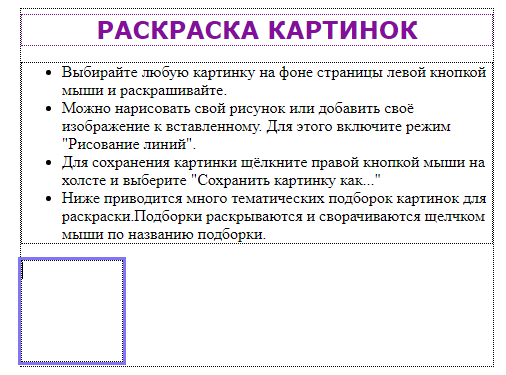 РАСКРАСКА КАРТИНОК
• Выбирайте любую картинку на фоне страницы левой кнопкой
мыши и раскрашивайте.
• Можно нарисовать свой рисунок или добавить своё
изображение к вставленному. Для этого включите режим
"Рисование линий".
• Для сохранения картинки щёлкните правой кнопкой мыши на
холсте и выберите "Сохранить картинку как..."
• Ниже приводится много тематических подборок картинок для
раскраски.Подборки раскрываются и сворачиваются щелчком
мыши по названию подборки.